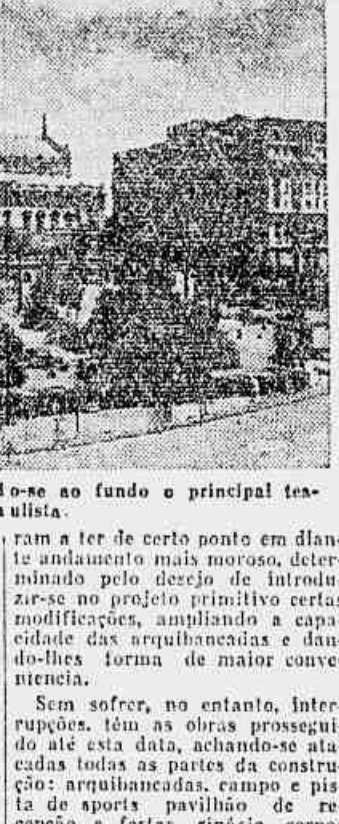 do-se ao fundo o principal tea-
aulista.
ram a ter de certo ponto em dian-
te andamento mais moroso, deter-
minado pelo desejo de introdu-
zir-se no projeto primitivo certas
modificações, ampliando a capa-
cidade das arquibancadas e dan-
do-lhes forma de maior conve-
niencia.
Sem sofrer, no entanto, inter-
rupções, têm as obras prossegui-
do até esta data, achando-se ata-
cadas todas as partes da constru-
ção: arquibancadas, campo e pis-
ta de sports pavilhão de re-